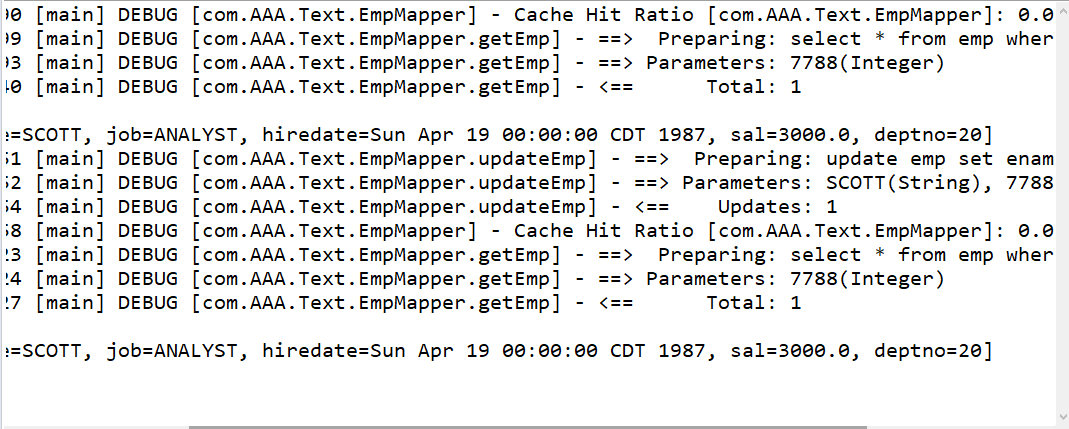 90 [main] DEBUG [com.AAA.Text.EmpMapper] - Cache Hit Ratio [com.AAA.Text.EmpMapper]: 0.0
99 [main] DEBUG [com.AAA.Text.EmpMapper.getEmp] - ==>  Preparing: select * from emp wher
93 [main] DEBUG [com.AAA.Text.EmpMapper.getEmp] - ==> Parameters: 7788(Integer)
40 [main] DEBUG [com.AAA.Text.EmpMapper.getEmp] - <==      Total: 1
e=SCOTT, job=ANALYST, hiredate=Sun Apr 19 00:00:00 CDT 1987, sal=3000.0, deptno=20]
51 [main] DEBUG [com.AAA.Text.EmpMapper.updateEmp] - ==>  Preparing: update emp set enam
52 [main] DEBUG [com.AAA.Text.EmpMapper.updateEmp] - ==> Parameters: SCOTT(String), 7788
54 [main] DEBUG [com.AAA.Text.EmpMapper.updateEmp] - <==    Updates: 1
58 [main] DEBUG [com.AAA.Text.EmpMapper] - Cache Hit Ratio [com.AAA.Text.EmpMapper]: 0.0
23 [main] DEBUG [com.AAA.Text.EmpMapper.getEmp] - ==>  Preparing: select * from emp wher
24 [main] DEBUG [com.AAA.Text.EmpMapper.getEmp] - ==> Parameters: 7788(Integer)
27 [main] DEBUG [com.AAA.Text.EmpMapper.getEmp] - <==      Total: 1
e=SCOTT, job=ANALYST, hiredate=Sun Apr 19 00:00:00 CDT 1987, sal=3000.0, deptno=20]